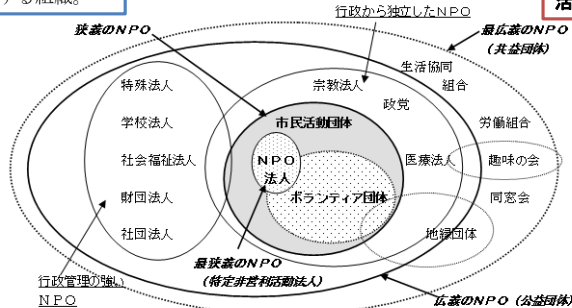 する組織。
活
行政から独立したNPO
狭義のNPO
最広義のNPO
(共益団体)
生活協同
組合
特殊法人
宗教法人
政党
学校法人
市民活動団体
労働組合
社会福祉法人
NPO
法人
医療法人
趣味の会
財団法人
ボランティア団体
同窓会
社団法人
地縁団体
最狭義のNPO
(特定非営利活動法人)
行政管理の強い
NPO
広義のNPO(公益団体)